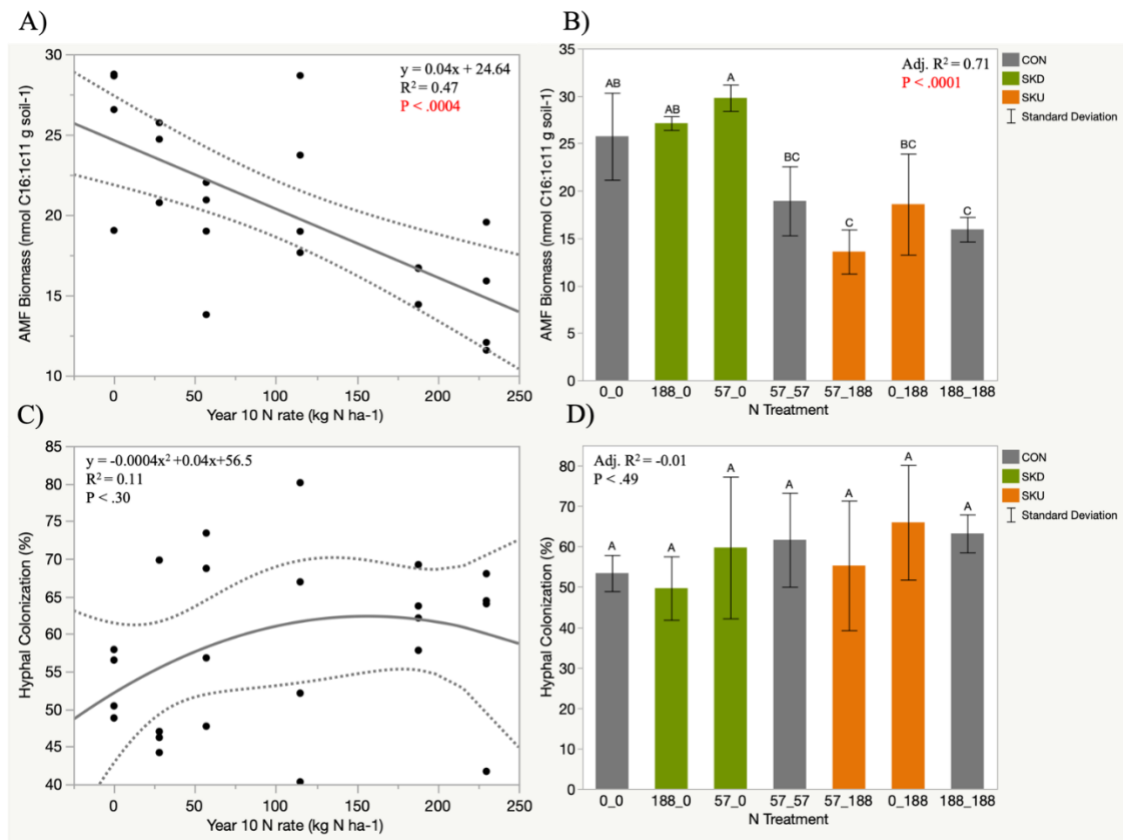 A)
B)
30
25
20
15
10
AMF Biomass (nmol C16:1c11 g soil-1)
y = 0.04x + 24.64
R² = 0.47
P < .0004
0 50 100 150 200 250
Year 10 N rate (kg N ha-1)
35
30
25
20
15
10
5
0
AMF Biomass (nmol C16:1c11 g soil-1)
Adj. R² = 0.71
P < .0001
AB AB A BC C BC C
0_0 188_0 57_0 57_57 57_188 0_188 188_188
N Treatment
CON
SKD
SKU
Standard Deviation
C)
D)
85
80
75
70
65
60
55
50
45
40
Hyphal Colonization (%)
y = -0.0004x² +0.04x+56.5
R² = 0.11
P < .30
0 50 100 150 200 250
Year 10 N rate (kg N ha-1)
80
70
60
50
40
30
20
10
0
Hyphal Colonization (%)
Adj. R² = -0.01
P < .49
A A A A A A A
0_0 188_0 57_0 57_57 57_188 0_188 188_188
N Treatment
CON
SKD
SKU
Standard Deviation